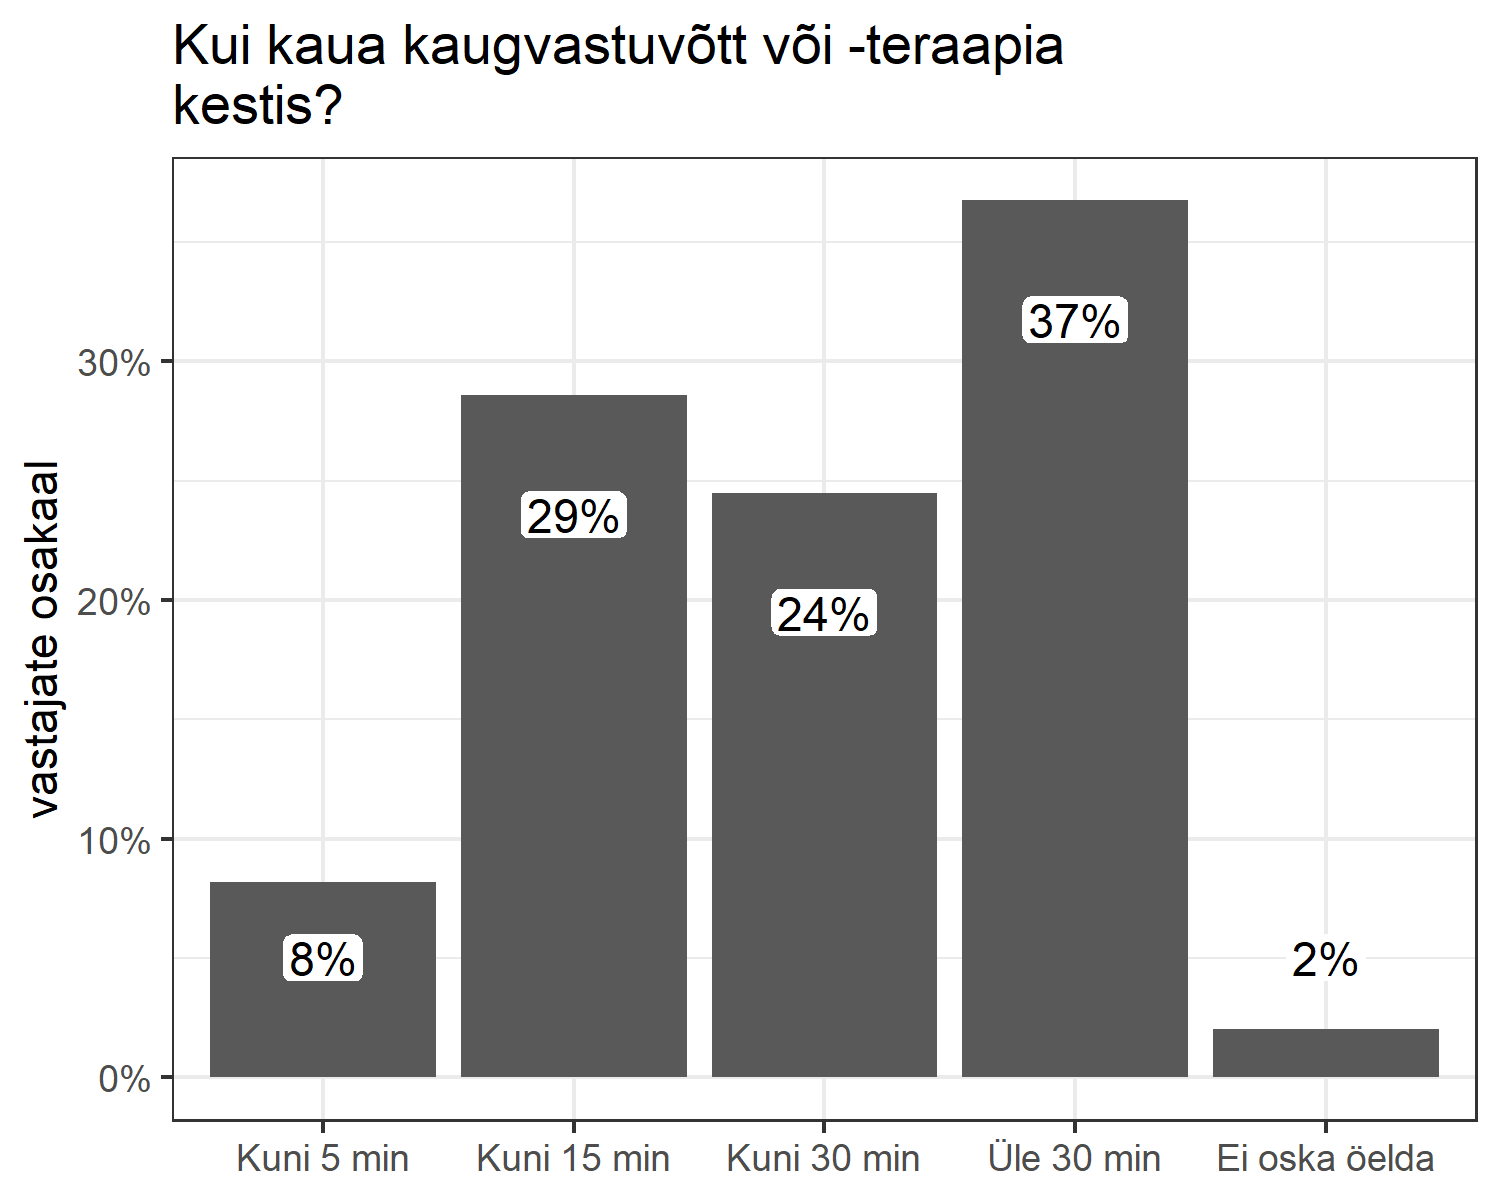 Kui kaua kaugvastuvõtt või -teraapia
kestis?
vastajate osakaal
30%
20%
10%
0%
8%
29%
24%
37%
2%
Kuni 5 min
Kuni 15 min
Kuni 30 min
Üle 30 min
Ei oska öelda